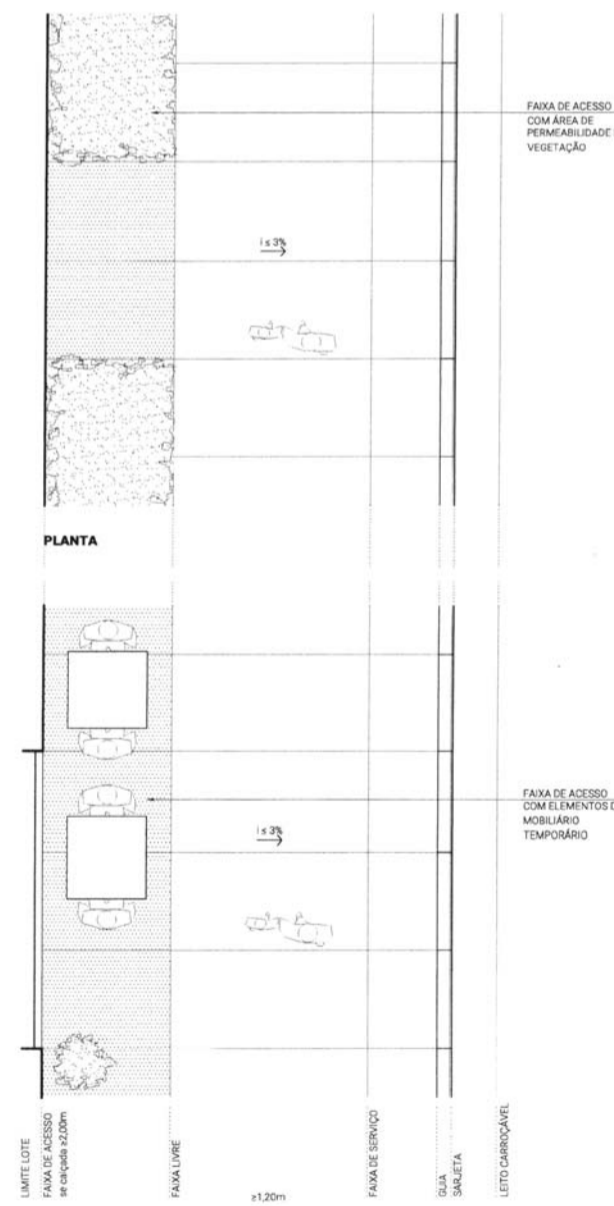 FAIXA DE ACESSO
COM ÁREA DE
PERMEABILIDADE
VEGETAÇÃO
i ≤ 3%
PLANTA
FAIXA DE ACESSO
COM ELEMENTOS D
MOBILIÁRIO
TEMPORÁRIO
i ≤ 3%
LIMITE LOTE
FAIXA DE ACESSO
se calçada ≥2,00m
FAIXA LIVRE
≥1,20m
FAIXA DE SERVIÇO
GUIA
SARJETA
LEITO CARROÇÁVEL